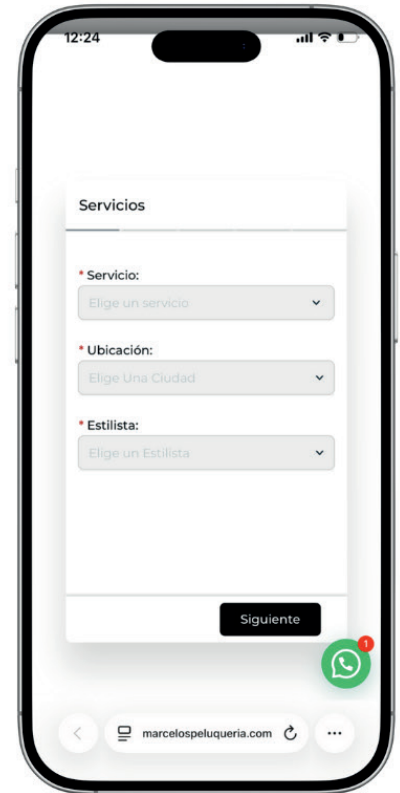 12:24
Servicios
* Servicio:
Elige un servicio
* Ubicación:
Elige Una Ciudad
* Estilista:
Elige un Estilista
Siguiente
1
marcelospeluqueria.com